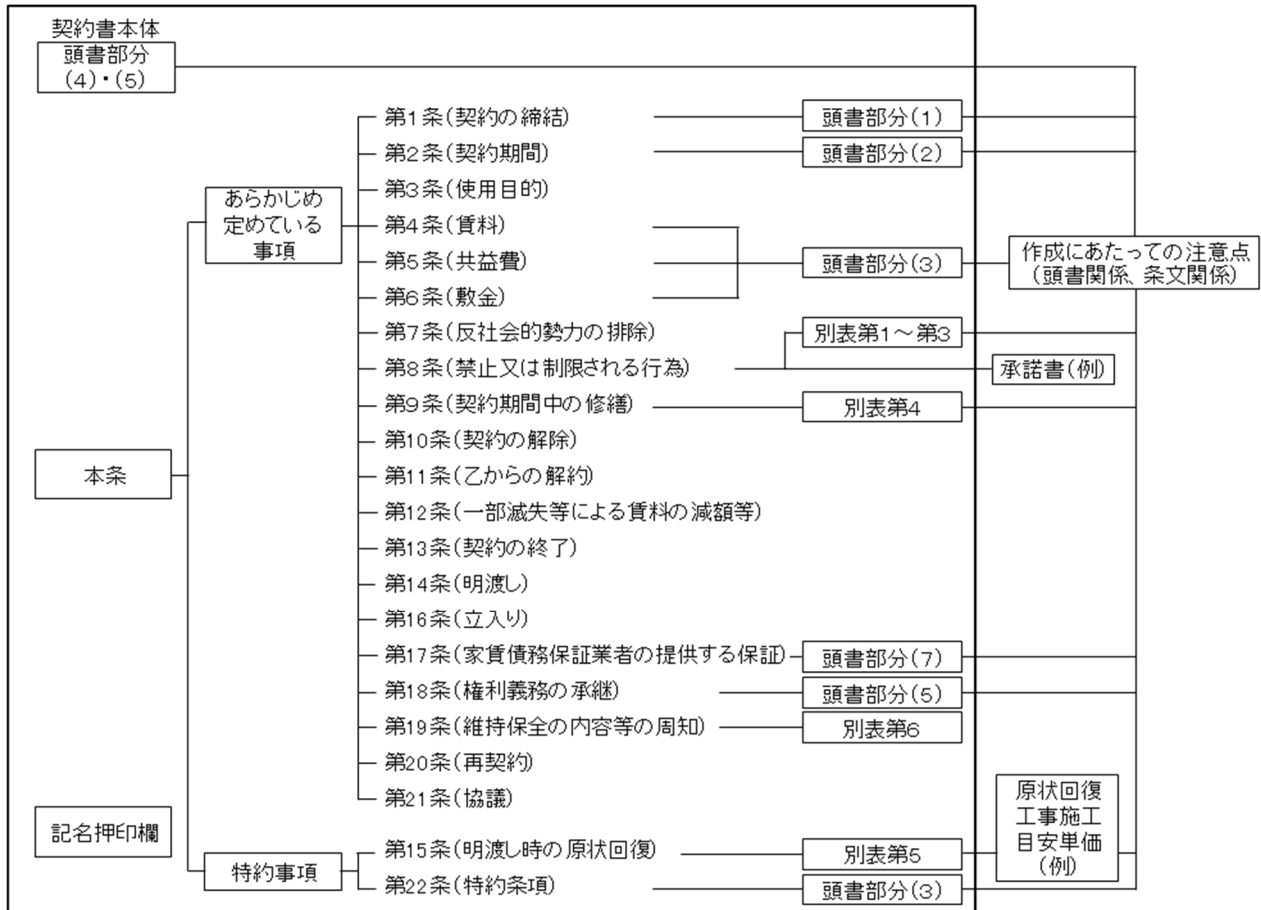 契約書本体
頭書部分
(4)・(5)
第1条(契約の締結)
頭書部分(1)
第2条(契約期間)
頭書部分(2)
第3条(使用目的)
あらかじめ
定めている
事項
第4条(賃料)
第5条(共益費)
頭書部分(3)
作成にあたっての注意点
(頭書関係、条文関係)
第6条(敷金)
第7条(反社会的勢力の排除)
別表第1～第3
第8条(禁止又は制限される行為)
承諾書(例)
第9条(契約期間中の修繕)
別表第4
第10条(契約の解除)
本条
第11条(乙からの解約)
第12条(一部滅失等による賃料の減額等)
第13条(契約の終了)
第14条(明渡し)
第16条(立入り)
第17条(家賃債務保証業者の提供する保証)
頭書部分(7)
第18条(権利義務の承継)
頭書部分(5)
第19条(維持保全の内容等の周知)
別表第6
第20条(再契約)
第21条(協議)
記名押印欄
特約事項
第15条(明渡し時の原状回復)
別表第5
原状回復
工事施工
目安単価
(例)
第22条(特約条項)
頭書部分(3)